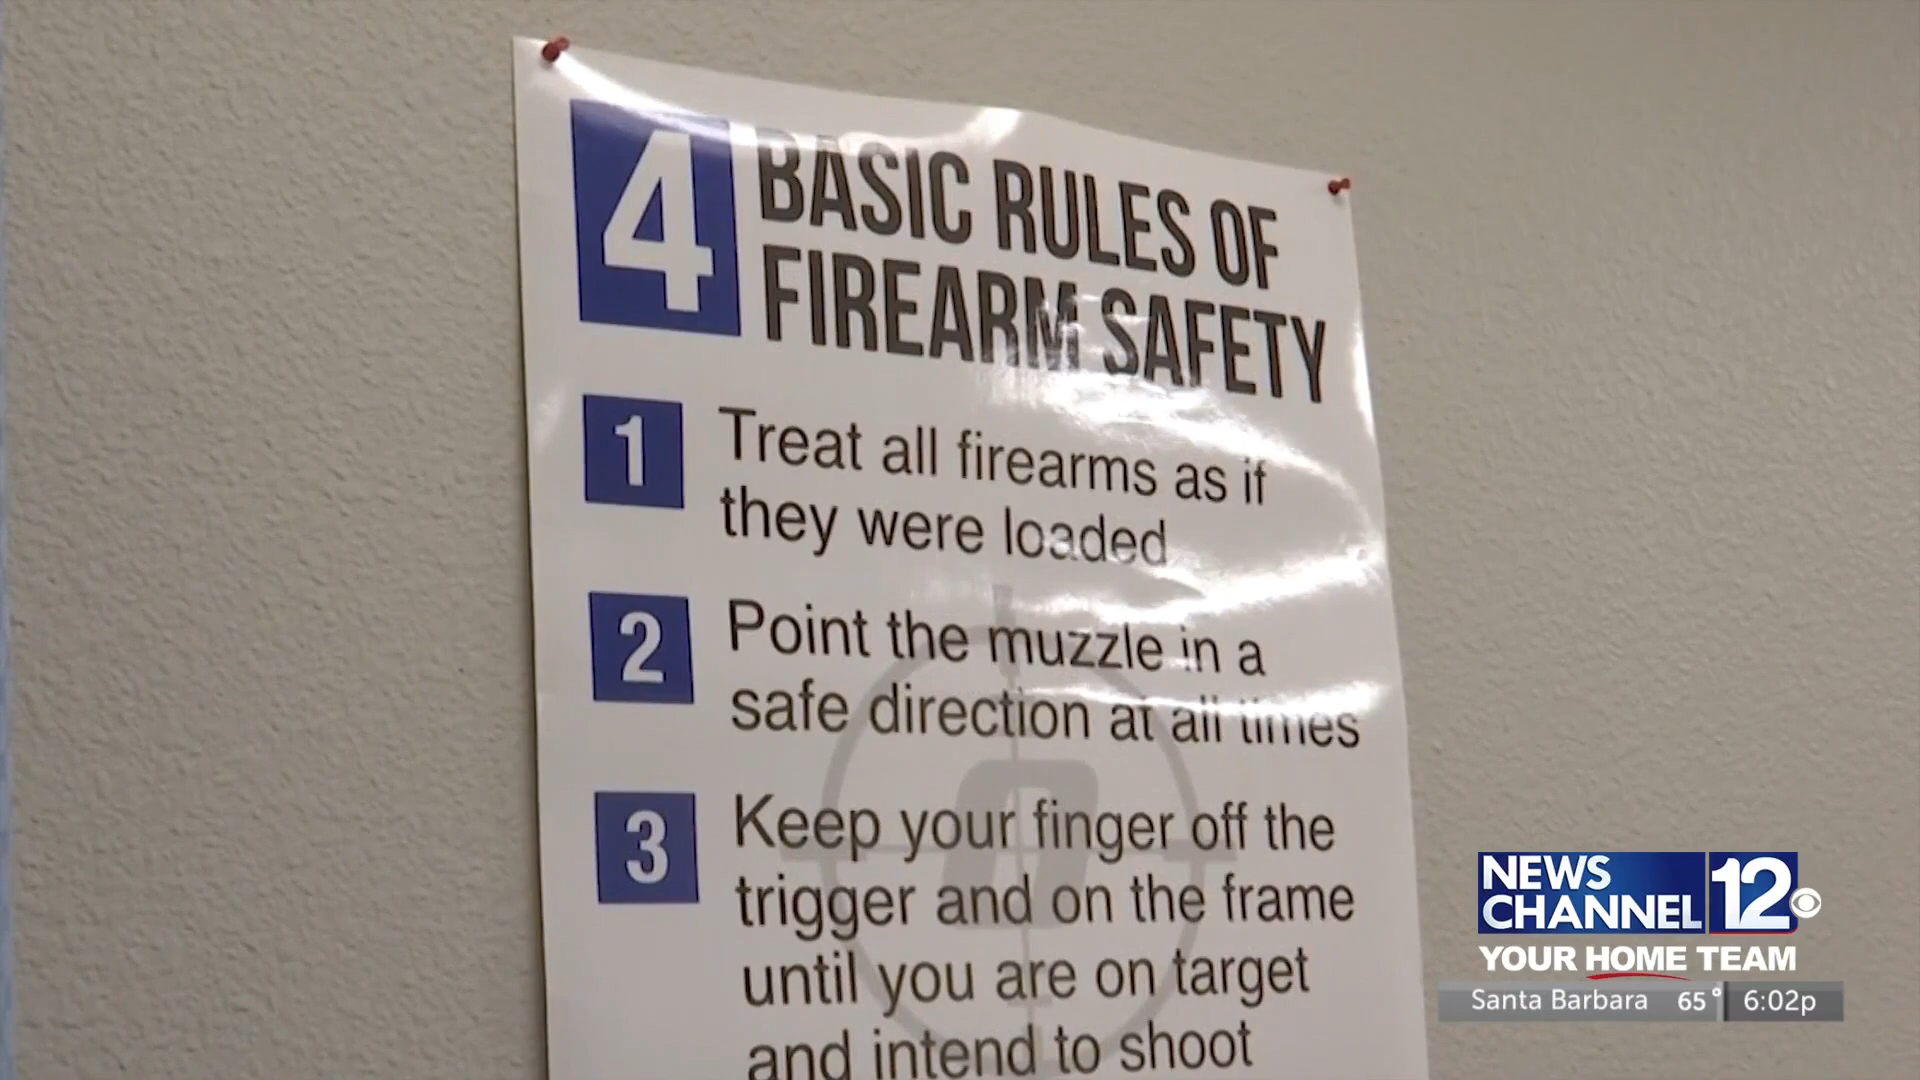 4 BASIC RULES OF
FIREARM SAFETY
1 Treat all firearms as if
they were loaded
2 Point the muzzle in a
safe direction at all times
3 Keep your finger off the
trigger and on the frame
until you are on target
and intend to shoot
NEWS
CHANNEL 12
YOUR HOME TEAM
Santa Barbara 65° 6:02p